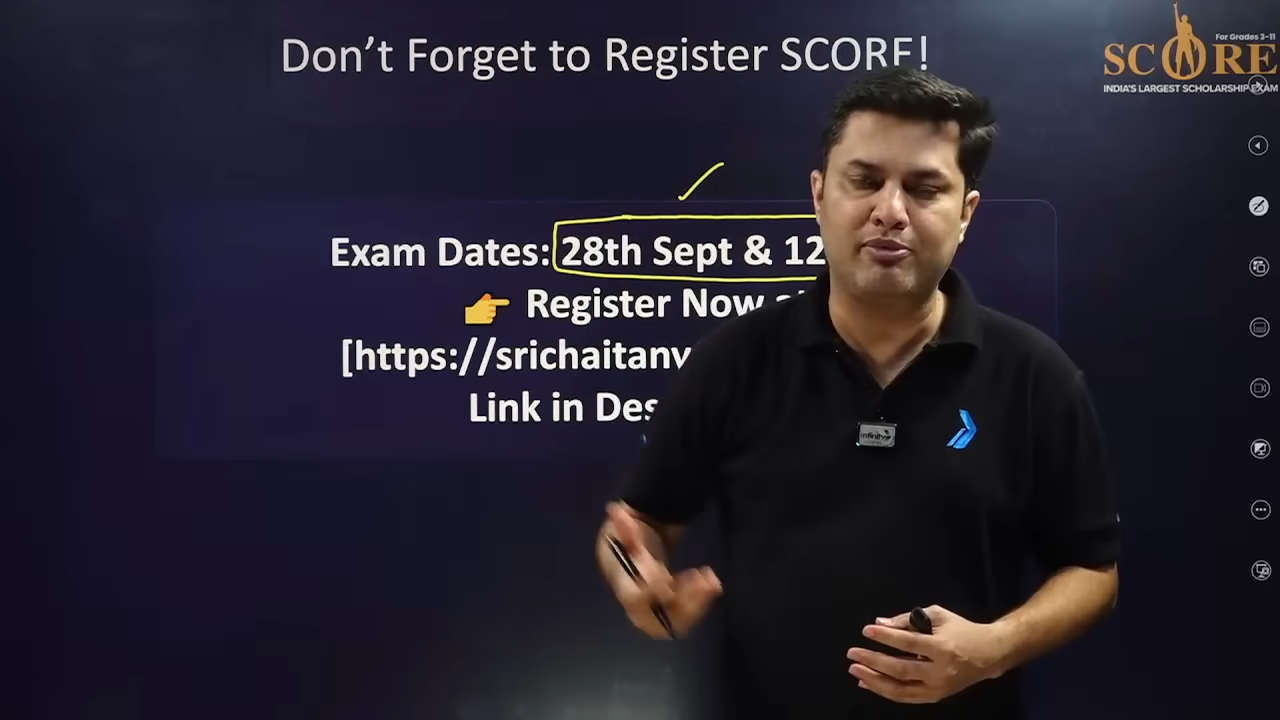 Don’t Forget to Register SCORE!
For Grades 3-11
SCORE
INDIA'S LARGEST SCHOLARSHIP EXAM
Exam Dates: 28th Sept & 12
👉 Register Now
[https://srichaitany
Link in Des
infinity